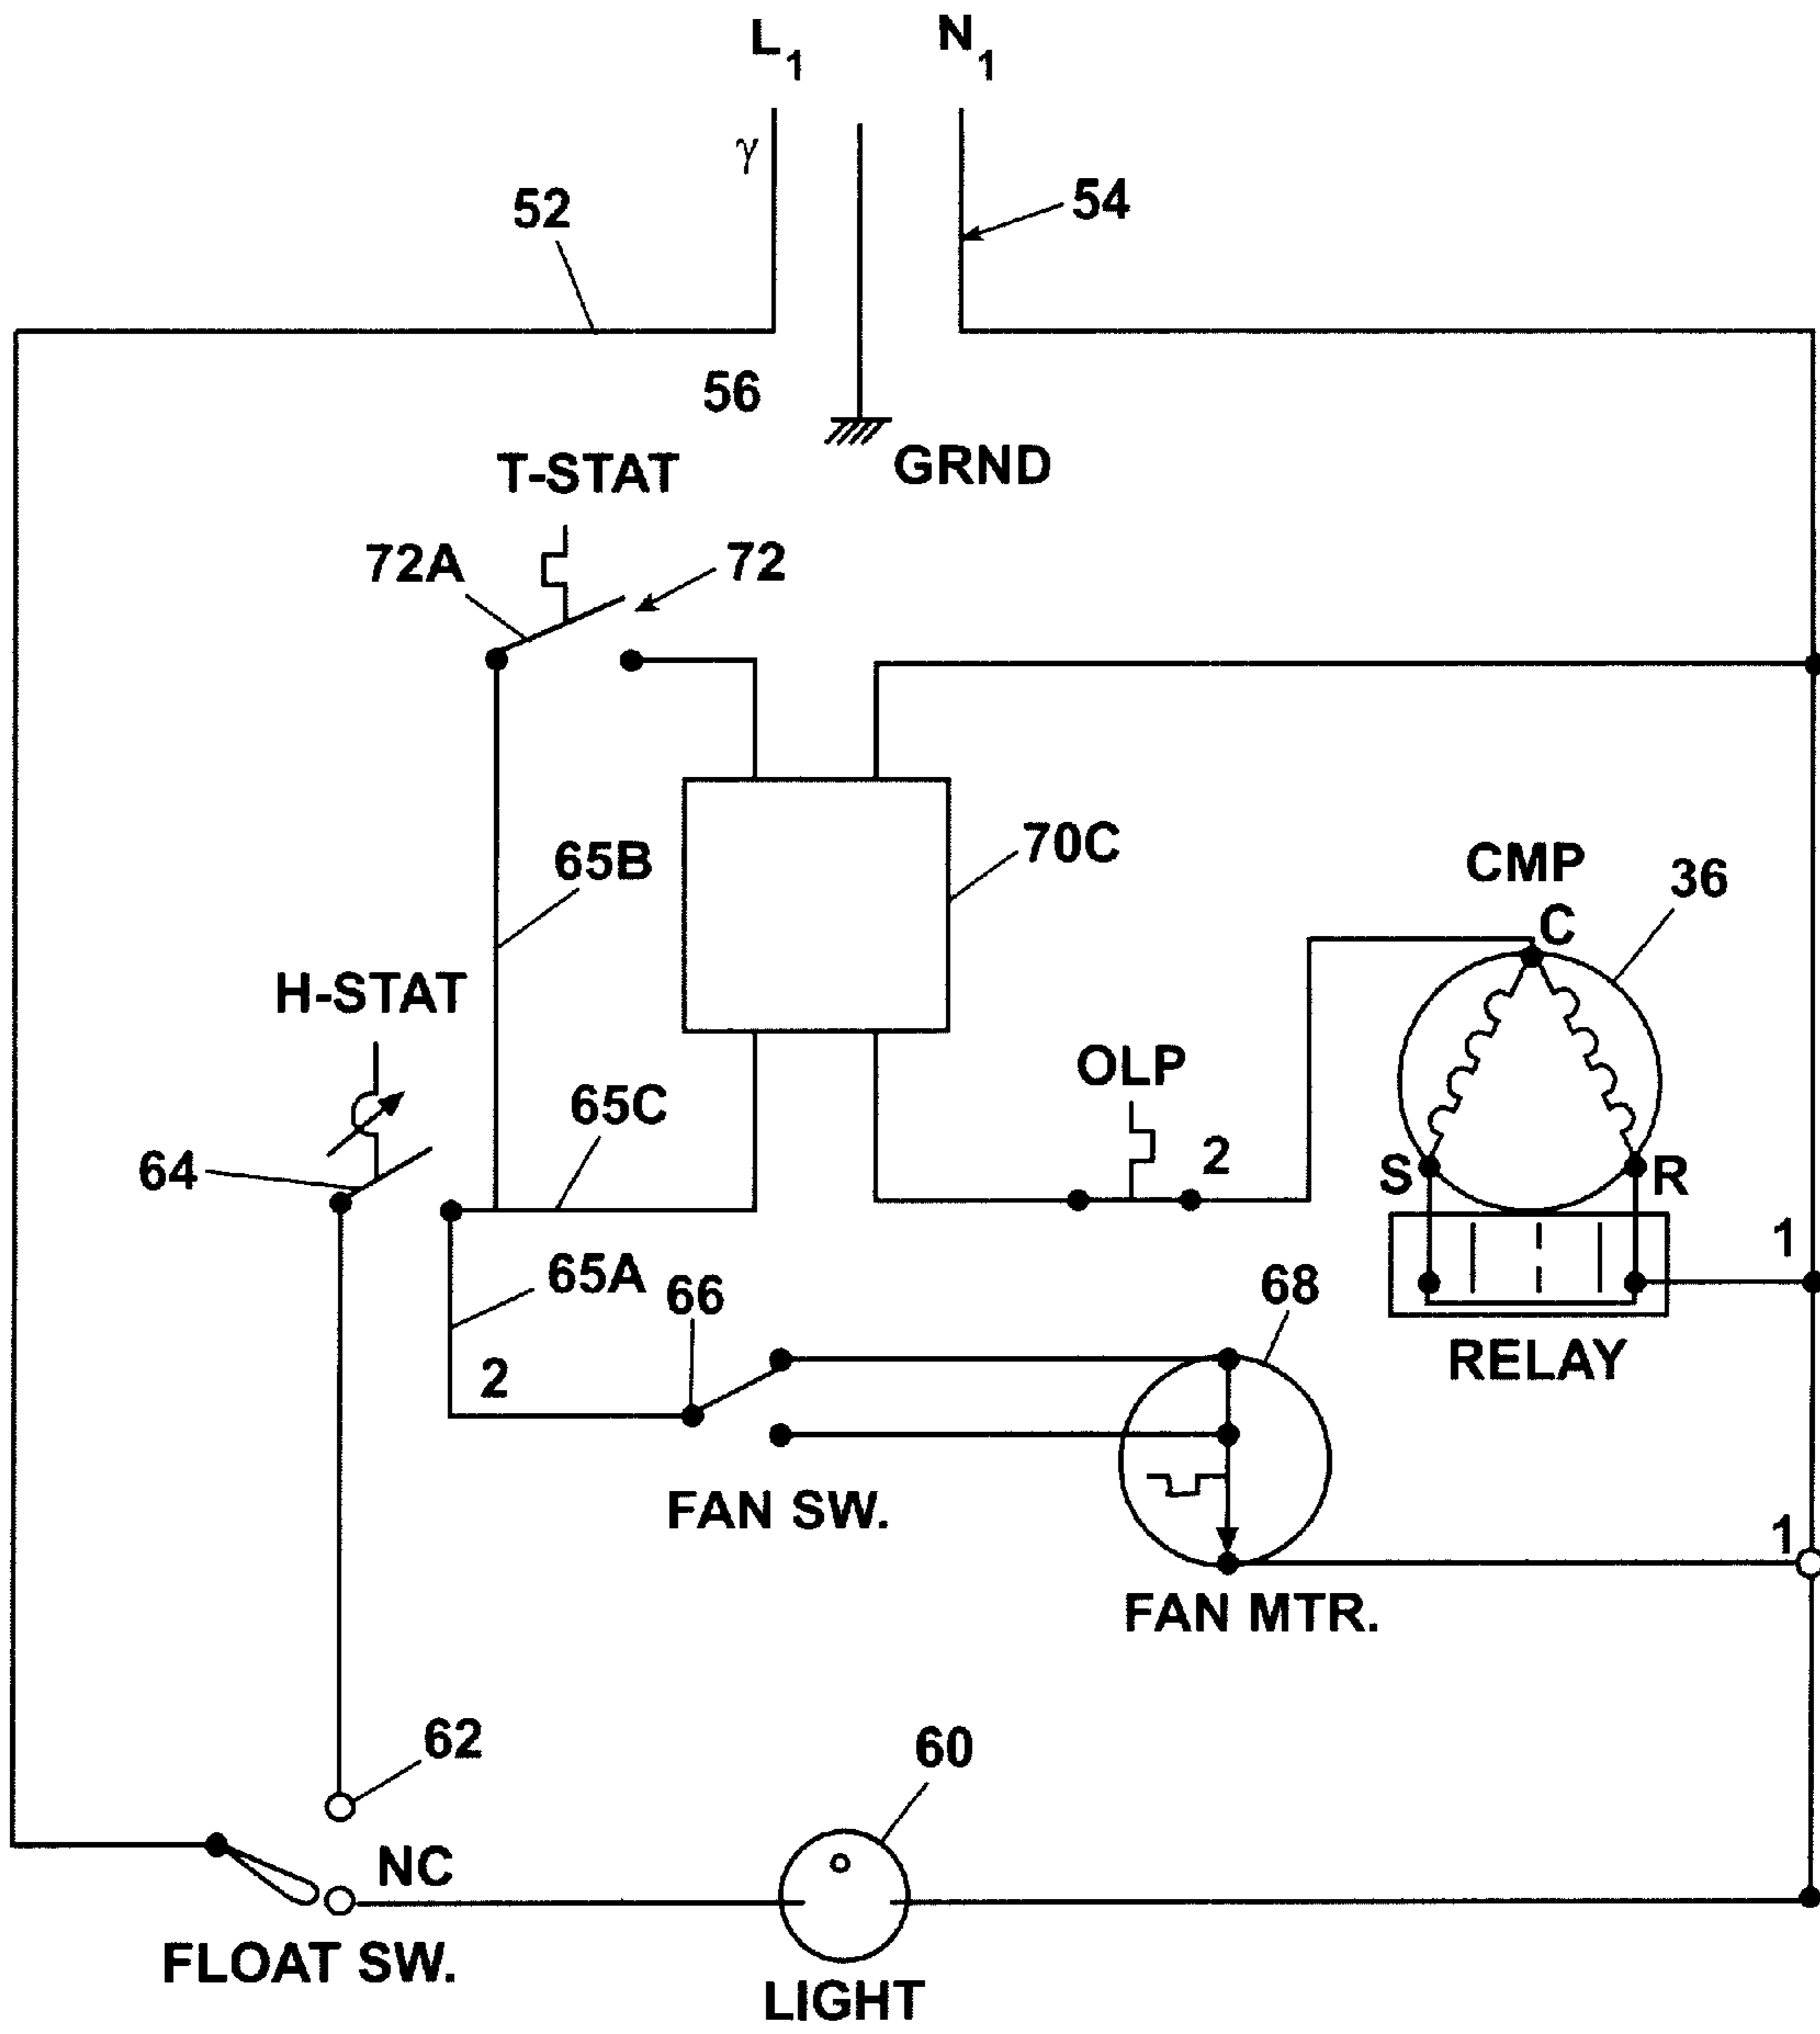 L1 N1
γ
52
54
56
GRND
T-STAT
72A
72
65B
70C
CMP
36
C
H-STAT
OLP
65C
2
64
S
R
1
65A
66
68
RELAY
2
FAN SW.
1
FAN MTR.
62
60
NC
FLOAT SW.
LIGHT